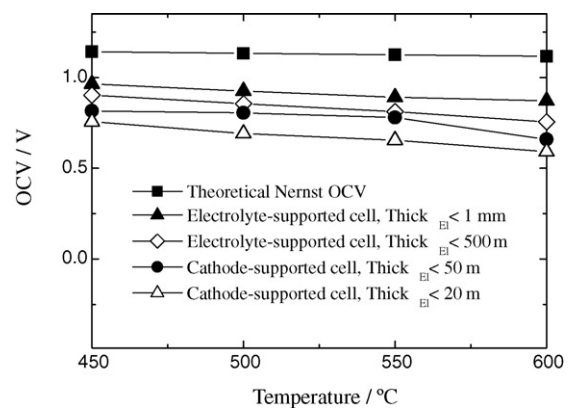 OCV / V
1.0
0.5
0.0
Theoretical Nernst OCV
Electrolyte-supported cell, Thick El< 1 mm
Electrolyte-supported cell, Thick El< 500 m
Cathode-supported cell, Thick El< 50 m
Cathode-supported cell, Thick El< 20 m
450 500 550 600
Temperature / ºC